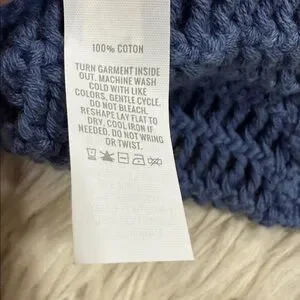 100% COTON
TURN GARMENT INSIDE
OUT. MACHINE WASH
COLD WITH LIKE
COLORS, GENTLE CYCLE.
DO NOT BLEACH.
RESHAPE LAY FLAT TO
DRY. COOL IRON IF
NEEDED. DO NOT WRING
OR TWIST.